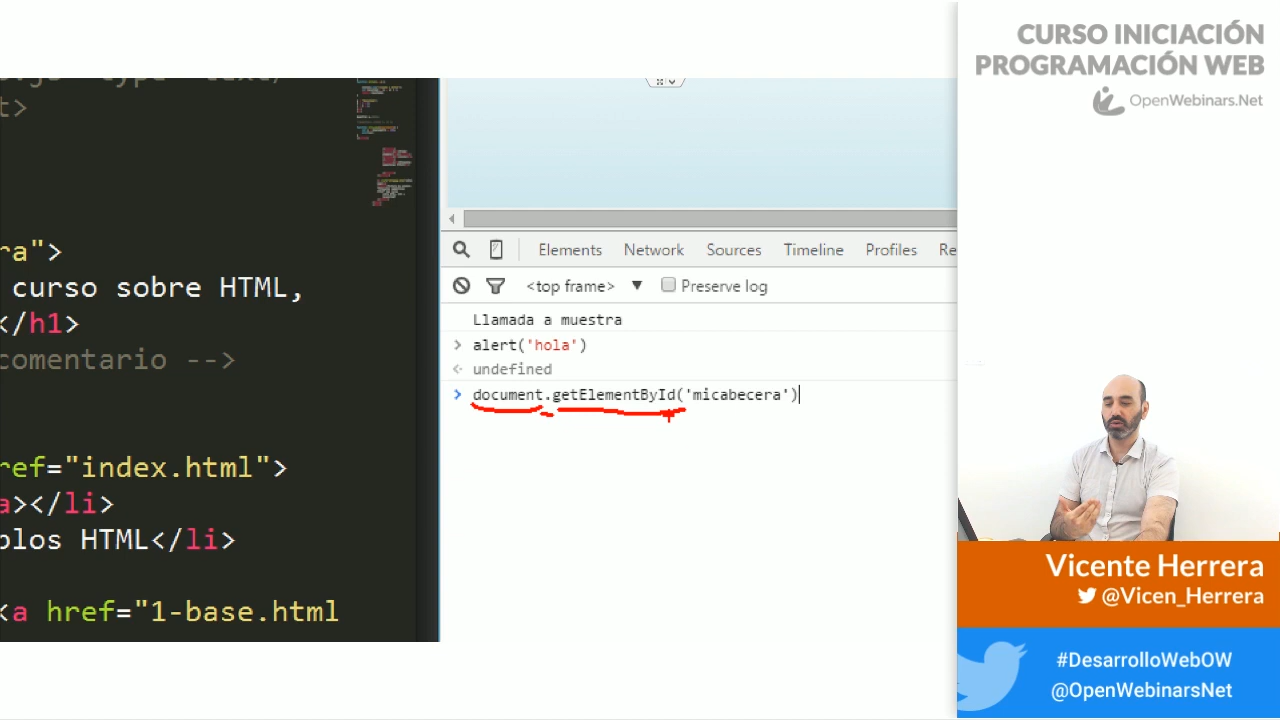 CURSO INICIACIÓN
PROGRAMACIÓN WEB
OpenWebinars.Net
t>
ra">
curso sobre HTML,
</h1>
comentario -->
ref="index.html">
a></li>
plos HTML</li>
<a href="1-base.html
Elements Network Sources Timeline Profiles Re
<top frame> ▼ Preserve log
Llamada a muestra
> alert('hola')
undefined
> document.getElementById('micabecera')
Vicente Herrera
@Vicen_Herrera
#DesarrolloWebOW
@OpenWebinarsNet